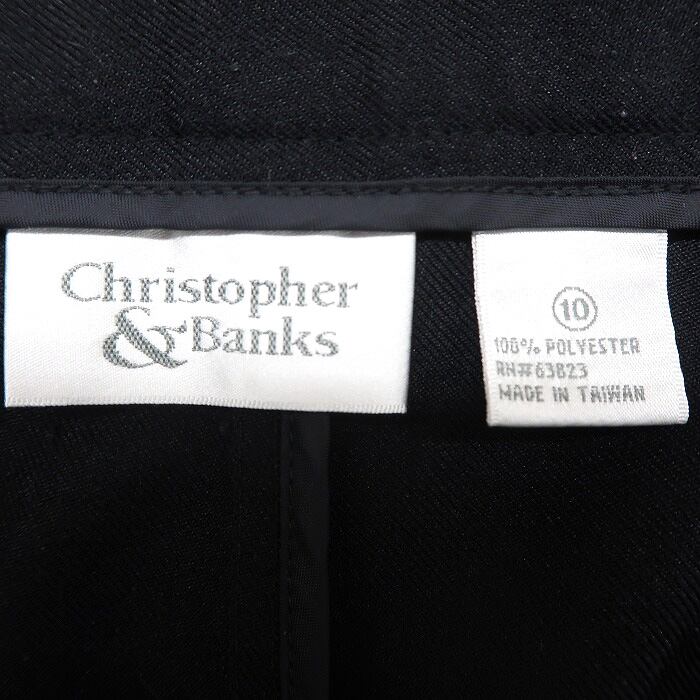 Christopher
& Banks
10
100% POLYESTER
RN#63823
MADE IN TAIWAN